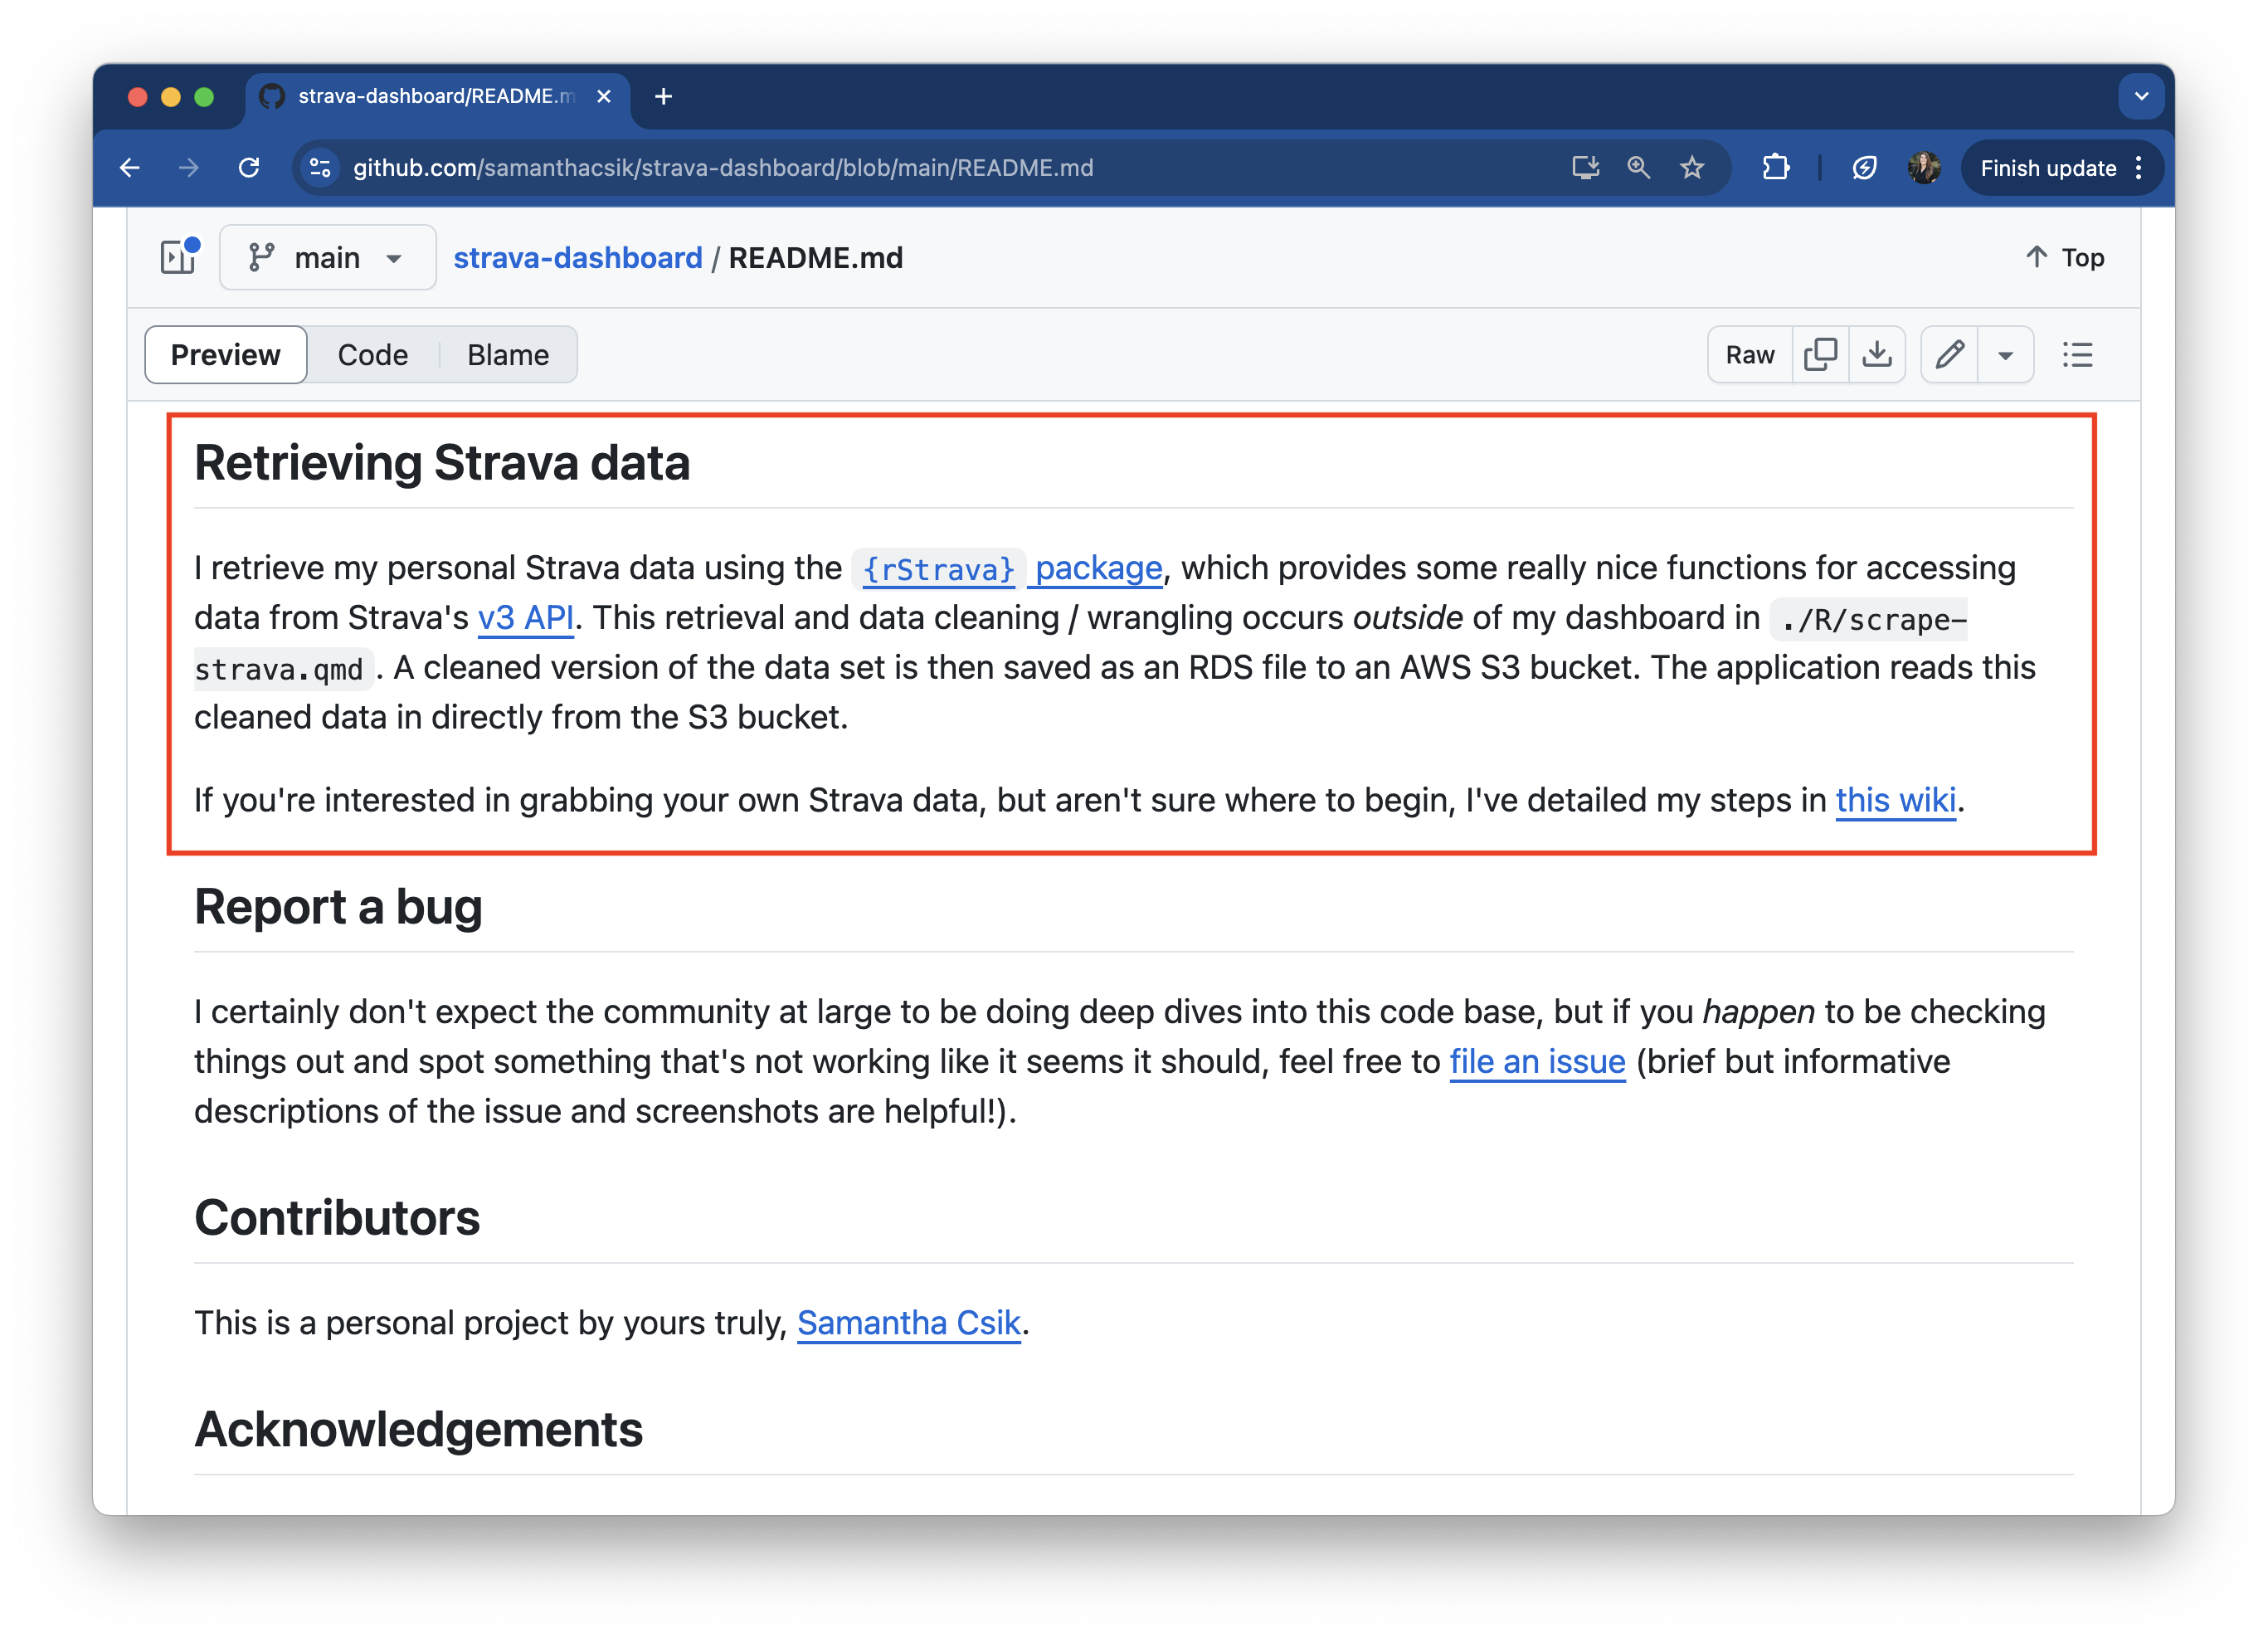 strava-dashboard/README.m
github.com/samanthacsik/strava-dashboard/blob/main/README.md
Finish update
main
strava-dashboard / README.md
Top
Preview
Code
Blame
Raw
Retrieving Strava data
I retrieve my personal Strava data using the {rStrava} package, which provides some really nice functions for accessing
data from Strava's v3 API. This retrieval and data cleaning / wrangling occurs outside of my dashboard in ./R/scrape-
strava.qmd. A cleaned version of the data set is then saved as an RDS file to an AWS S3 bucket. The application reads this
cleaned data in directly from the S3 bucket.
If you're interested in grabbing your own Strava data, but aren't sure where to begin, I've detailed my steps in this wiki.
Report a bug
I certainly don't expect the community at large to be doing deep dives into this code base, but if you happen to be checking
things out and spot something that's not working like it seems it should, feel free to file an issue (brief but informative
descriptions of the issue and screenshots are helpful!).
Contributors
This is a personal project by yours truly, Samantha Csik.
Acknowledgements